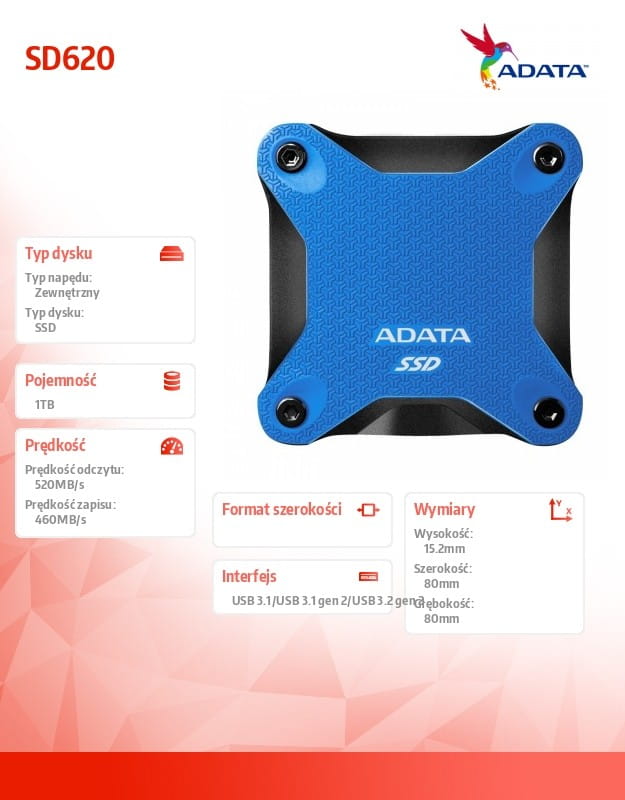 SD620
ADATA™
ADATA
SSD
Typ dysku
Typ napędu:
Zewnętrzny
Typ dysku:
SSD
Pojemność
1TB
Prędkość
Prędkość odczytu:
520MB/s
Prędkość zapisu:
460MB/s
Format szerokości
Interfejs
USB 3.1/USB 3.1 gen 2/USB 3.2 gen 2
Wymiary
Y
X
Wysokość:
15.2mm
Szerokość:
80mm
Głębokość:
80mm